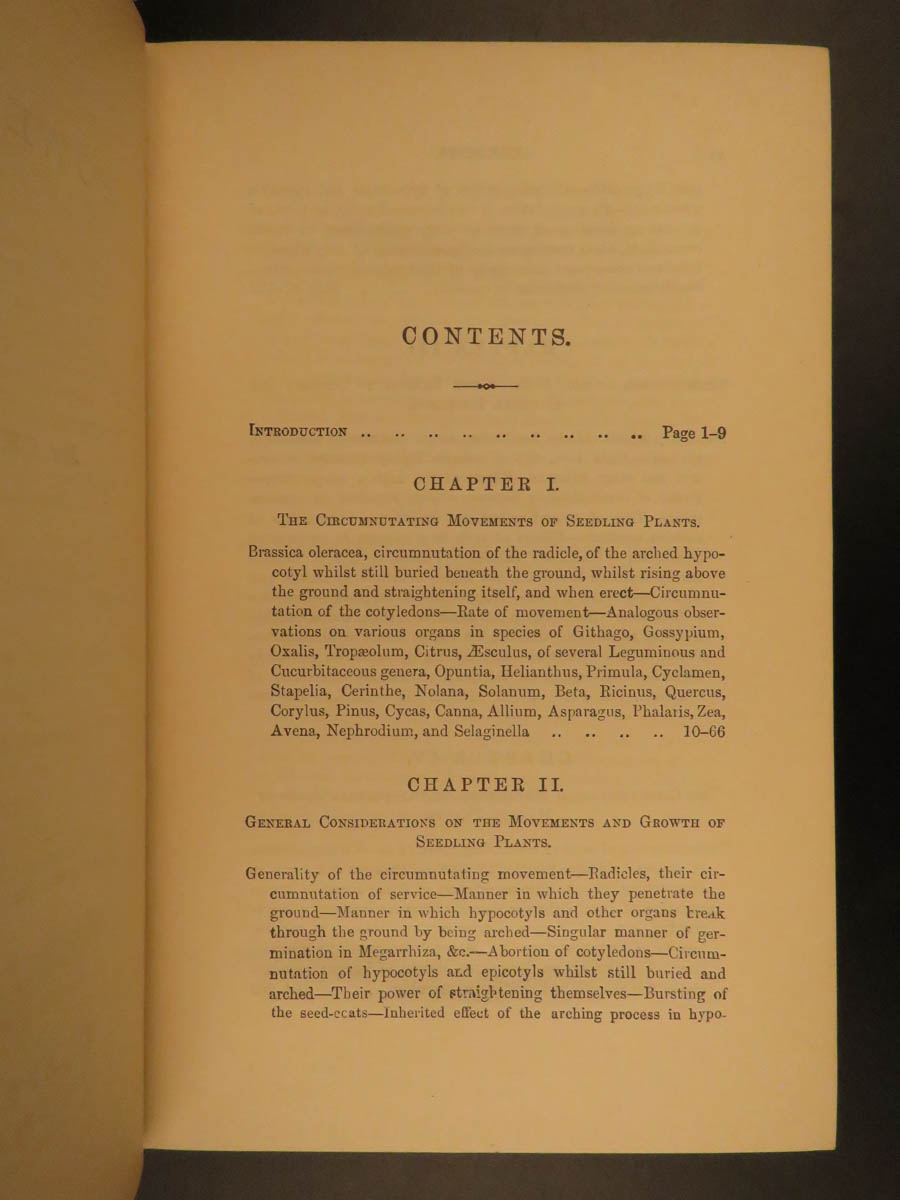 CONTENTS.
INTRODUCTION .. .. .. .. .. .. .. .. .. Page 1–9
CHAPTER I.
THE CIRCUMNUTATING MOVEMENTS OF SEEDLING PLANTS.
Brassica oleracea, circumnutation of the radicle, of the arched hypo-
cotyl whilst still buried beneath the ground, whilst rising above
the ground and straightening itself, and when erect—Circumnu-
tation of the cotyledons—Rate of movement—Analogous obser-
vations on various organs in species of Githago, Gossypium,
Oxalis, Tropæolum, Citrus, Æsculus, of several Leguminous and
Cucurbitaceous genera, Opuntia, Helianthus, Primula, Cyclamen,
Stapelia, Cerinthe, Nolana, Solanum, Beta, Ricinus, Quercus,
Corylus, Pinus, Cycas, Canna, Allium, Asparagus, Phalaris, Zea,
Avena, Nephrodium, and Selaginella .. .. .. .. 10–66
CHAPTER II.
GENERAL CONSIDERATIONS ON THE MOVEMENTS AND GROWTH OF
SEEDLING PLANTS.
Generality of the circumnutating movement—Radicles, their cir-
cumnutation of service—Manner in which they penetrate the
ground—Manner in which hypocotyls and other organs break
through the ground by being arched—Singular manner of ger-
mination in Megarrhiza, &c.—Abortion of cotyledons—Circum-
nutation of hypocotyls and epicotyls whilst still buried and
arched—Their power of straightening themselves—Bursting of
the seed-coats—Inherited effect of the arching process in hypo-